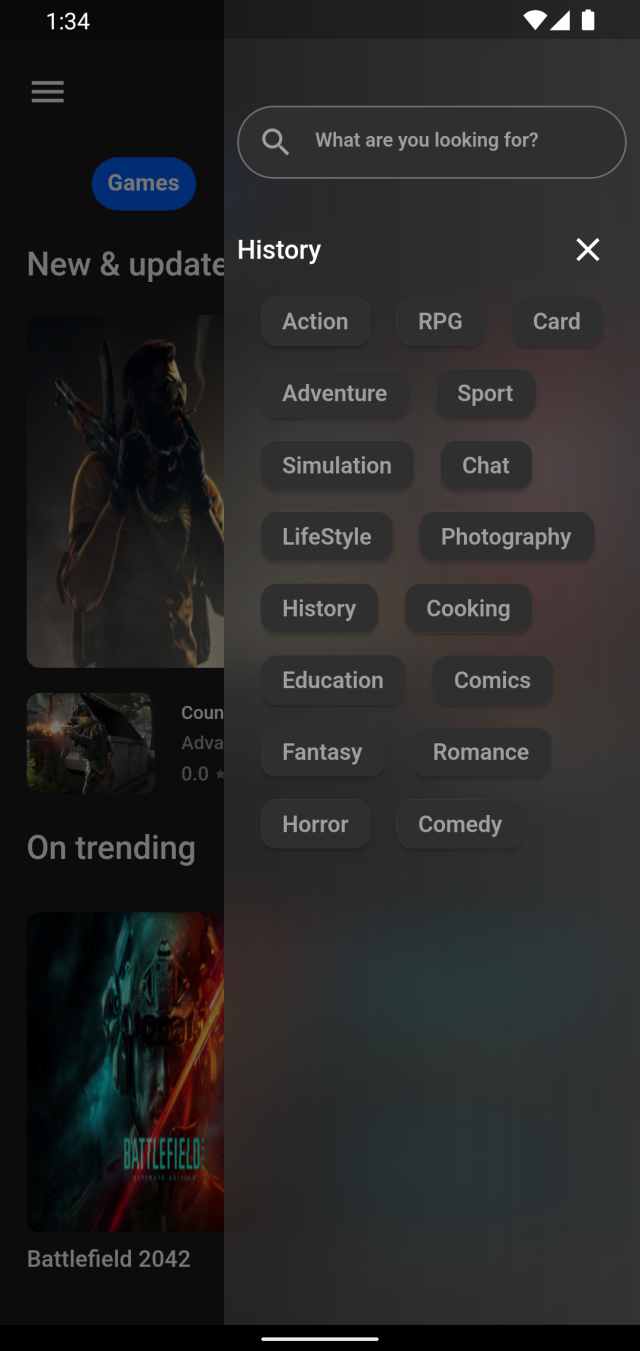 1:34
What are you looking for?
Games
History
New & update
Action RPG Card
Adventure Sport
Simulation Chat
LifeStyle Photography
History Cooking
Education Comics
Coun
Adva
0.0
Fantasy Romance
Horror Comedy
On trending
BATTLEFIELD
ULTIMATE EDITION
Battlefield 2042